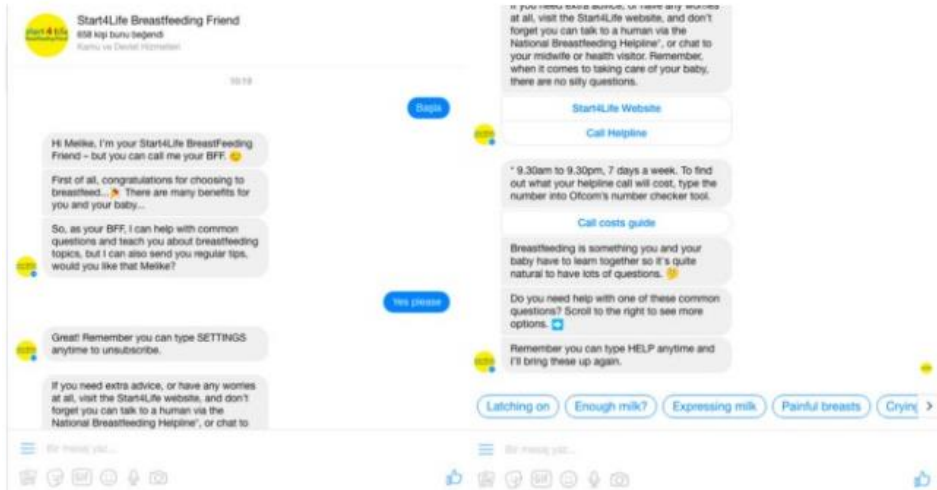 Start4Life Breastfeeding Friend
658 kişi bunu beğendi
Kamu ve Devlet Hizmetleri
10:19
Başla
Hi Melike, I'm your Start4Life BreastFeeding
Friend – but you can call me your BFF. 😊
First of all, congratulations for choosing to
breastfeed...🎉 There are many benefits for
you and your baby...
So, as your BFF, I can help with common
questions and teach you about breastfeeding
topics, but I can also send you regular tips,
would you like that Melike?
Yes please
Great! Remember you can type SETTINGS
anytime to unsubscribe.
If you need extra advice, or have any worries
at all, visit the Start4Life website, and don't
forget you can talk to a human via the
National Breastfeeding Helpline*, or chat to
Bir mesaj yaz...
GIF
If you need extra advice, or have any worries
at all, visit the Start4Life website, and don't
forget you can talk to a human via the
National Breastfeeding Helpline*, or chat to
your midwife or health visitor. Remember,
when it comes to taking care of your baby,
there are no silly questions.
Start4Life Website
Call Helpline
* 9.30am to 9.30pm, 7 days a week. To find
out what your helpline call will cost, type the
number into Ofcom's number checker tool.
Call costs guide
Breastfeeding is something you and your
baby have to learn together so it's quite
natural to have lots of questions. 🤔
Do you need help with one of these common
questions? Scroll to the right to see more
options. ➡️
Remember you can type HELP anytime and
I'll bring these up again.
Latching on
Enough milk?
Expressing milk
Painful breasts
Crying
Bir mesaj yaz...
GIF